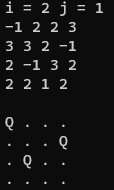 i = 2 j = 1
-1 2 2 3
3 3 2 -1
2 -1 3 2
2 2 1 2
Q . . .
. . . Q
. Q . .
. . . .